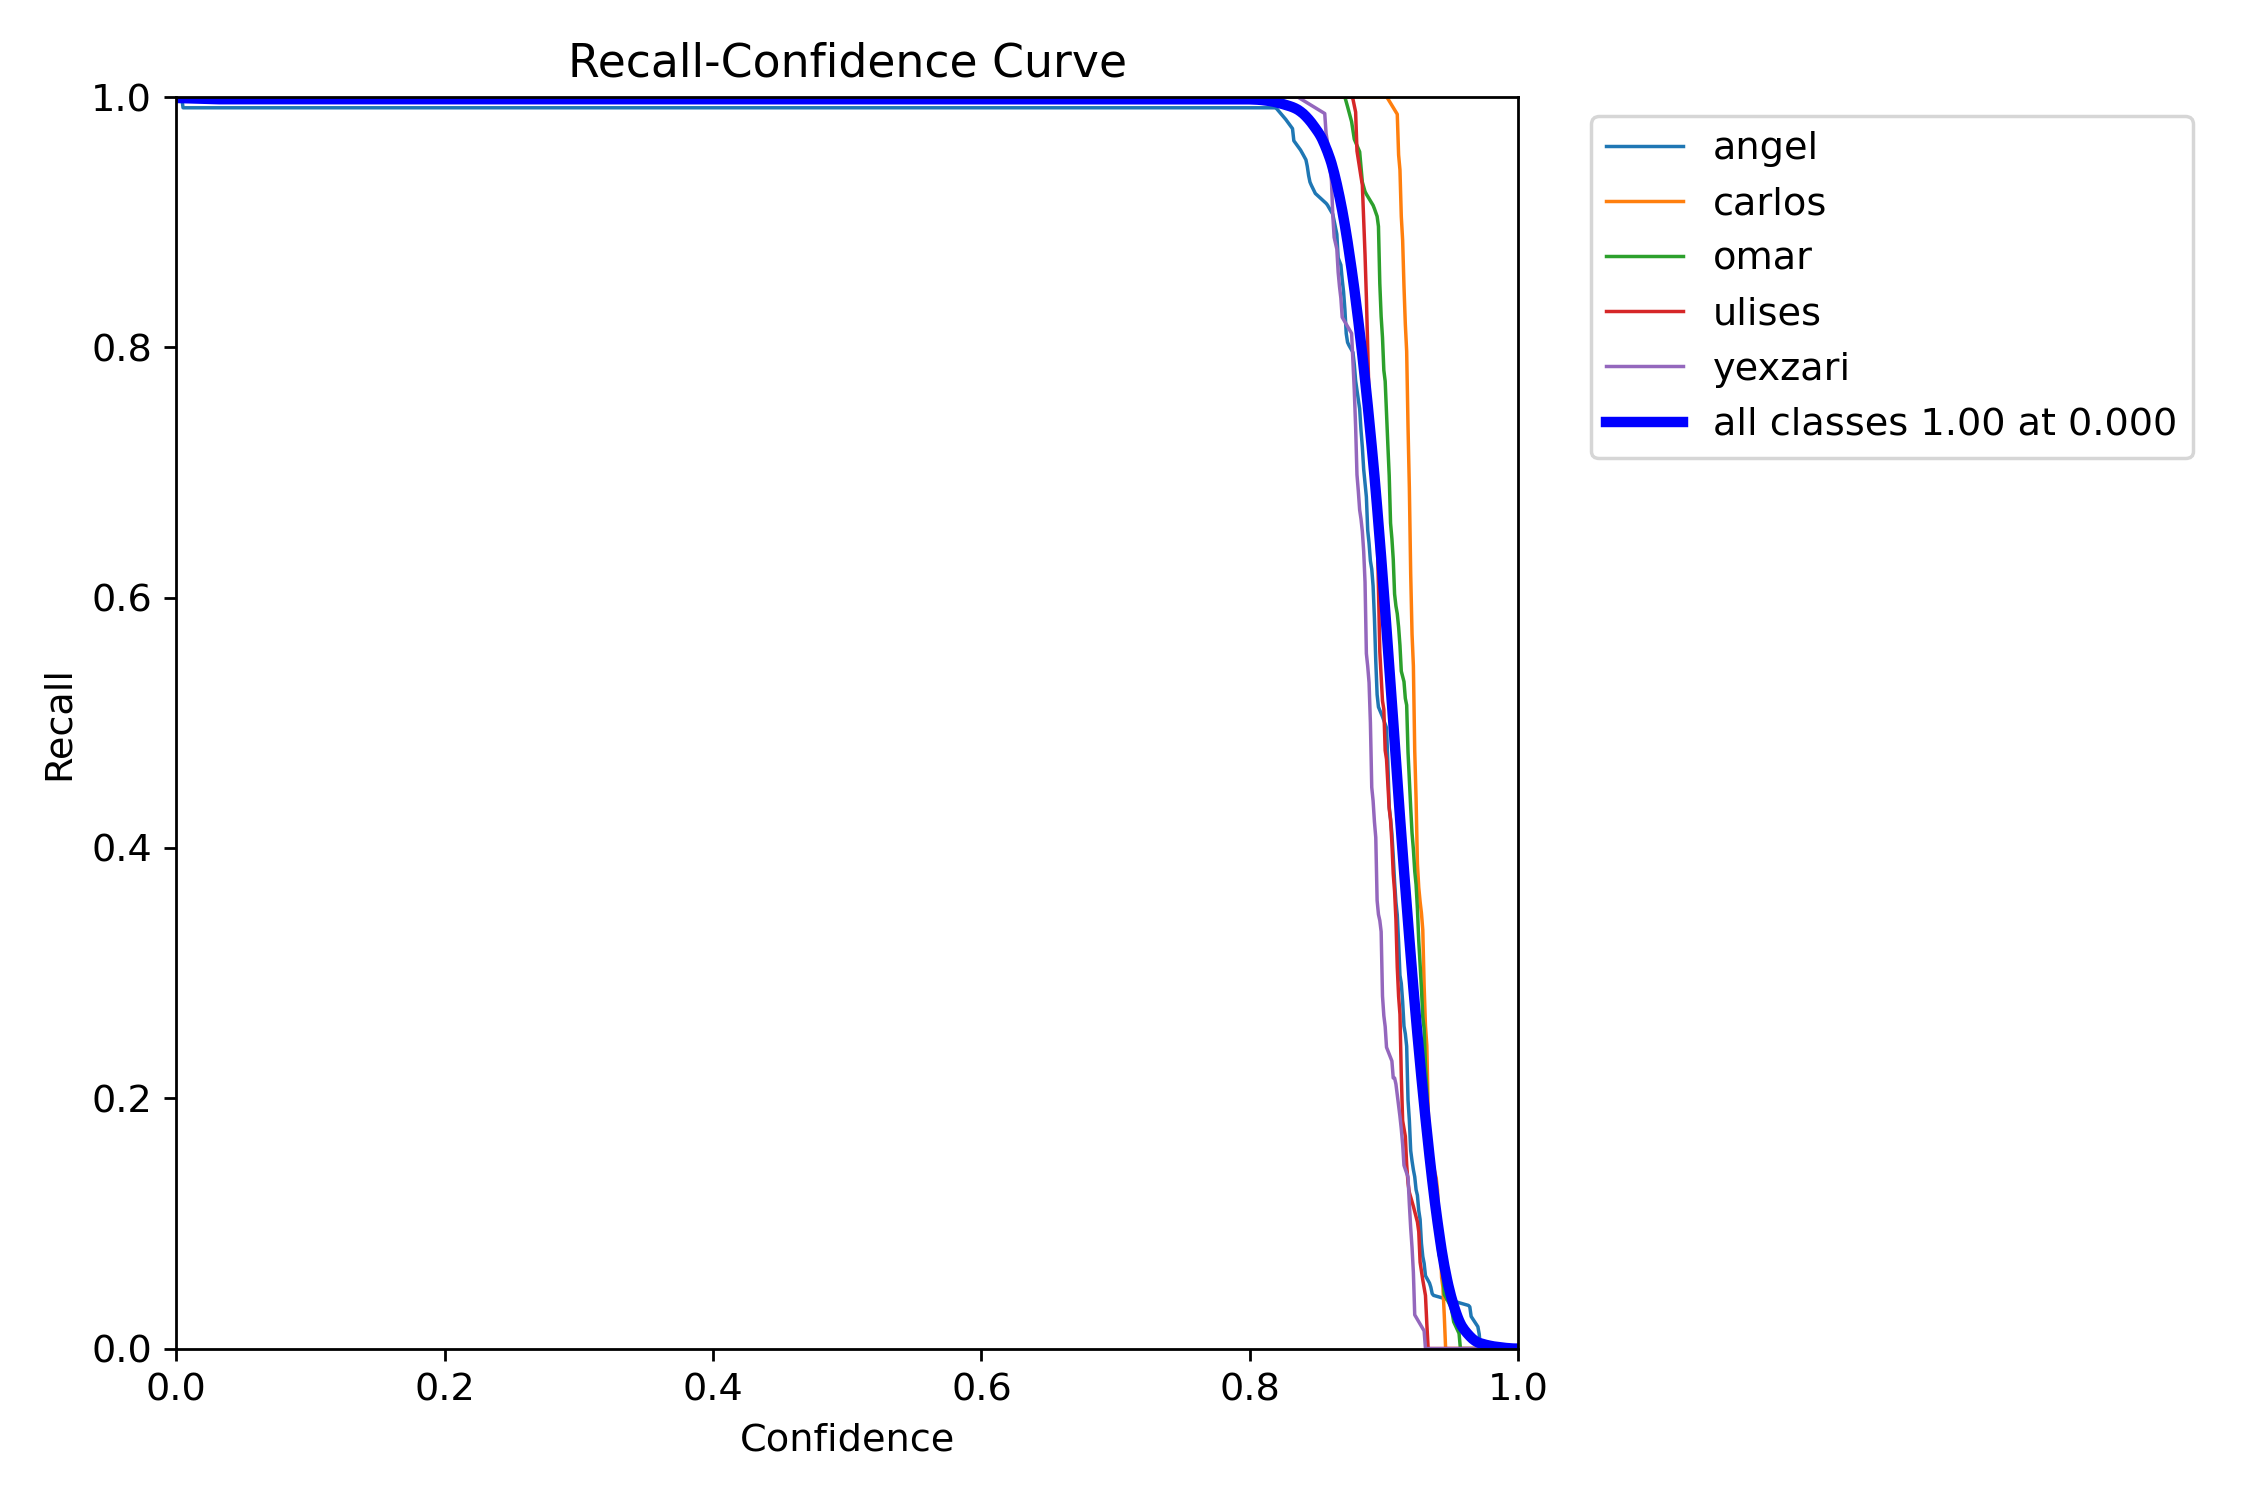 Recall-Confidence Curve
1.0
0.8
0.6
0.4
0.2
0.0
Recall
0.0 0.2 0.4 0.6 0.8 1.0
Confidence
angel
carlos
omar
ulises
yexzari
all classes 1.00 at 0.000